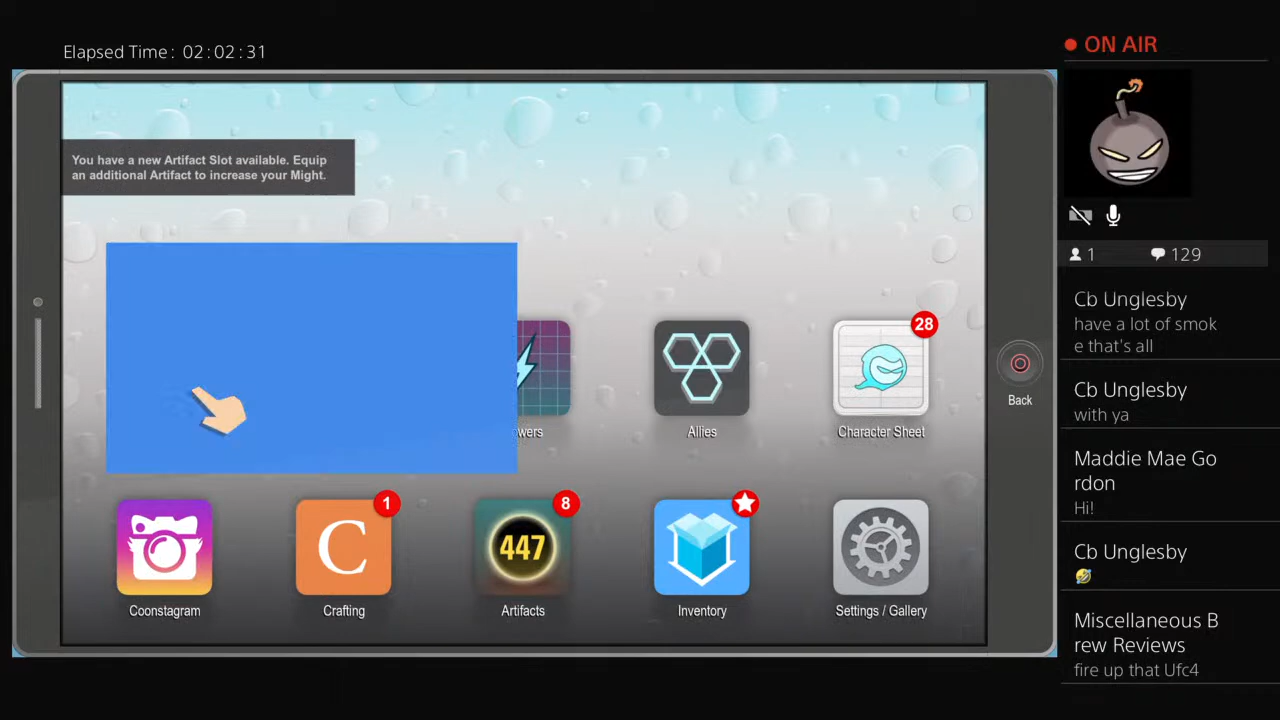 Elapsed Time: 02:02:31
ON AIR
You have a new Artifact Slot available. Equip
an additional Artifact to increase your Might.
1 129
Cb Unglesby
have a lot of smok
e that's all
28
Back
wers
Allies
Character Sheet
Cb Unglesby
with ya
Maddie Mae Go
rdon
Hi!
1
8
C
447
Coonstagram
Crafting
Artifacts
Inventory
Settings / Gallery
Cb Unglesby
🤣
Miscellaneous B
rew Reviews
fire up that Ufc4